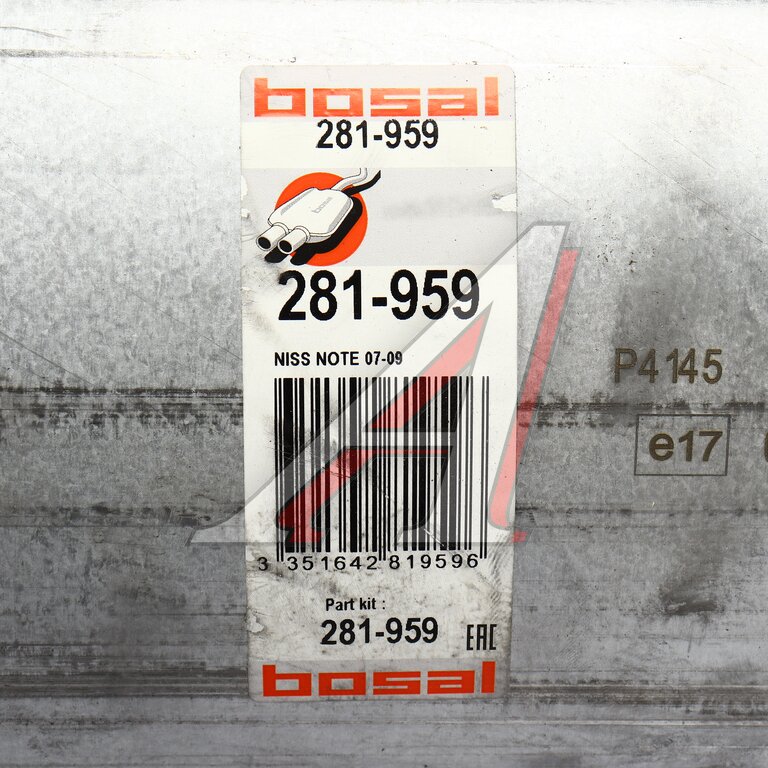 bosal
281-959
bosal
281-959
NISS NOTE 07-09
P4145
e17
3 351642 819596
Part kit :
281-959
EAC
bosal